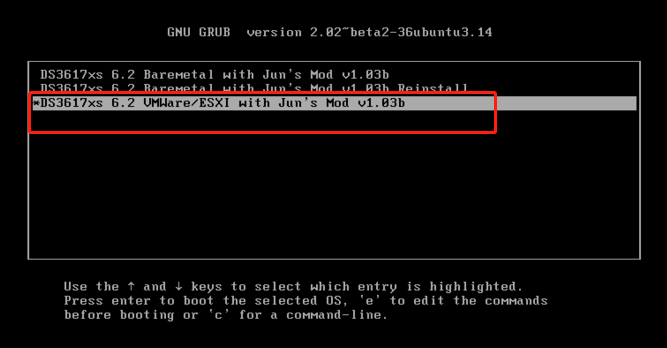 GNU GRUB version 2.02~beta2-36ubuntu3.14
DS3617xs 6.2 Baremetal with Jun's Mod v1.03b
DS3617xs 6.2 Baremetal with Jun's Mod v1.03b Reinstall
*DS3617xs 6.2 VMWare/ESXI with Jun's Mod v1.03b
Use the ↑ and ↓ keys to select which entry is highlighted.
Press enter to boot the selected OS, 'e' to edit the commands
before booting or 'c' for a command-line.